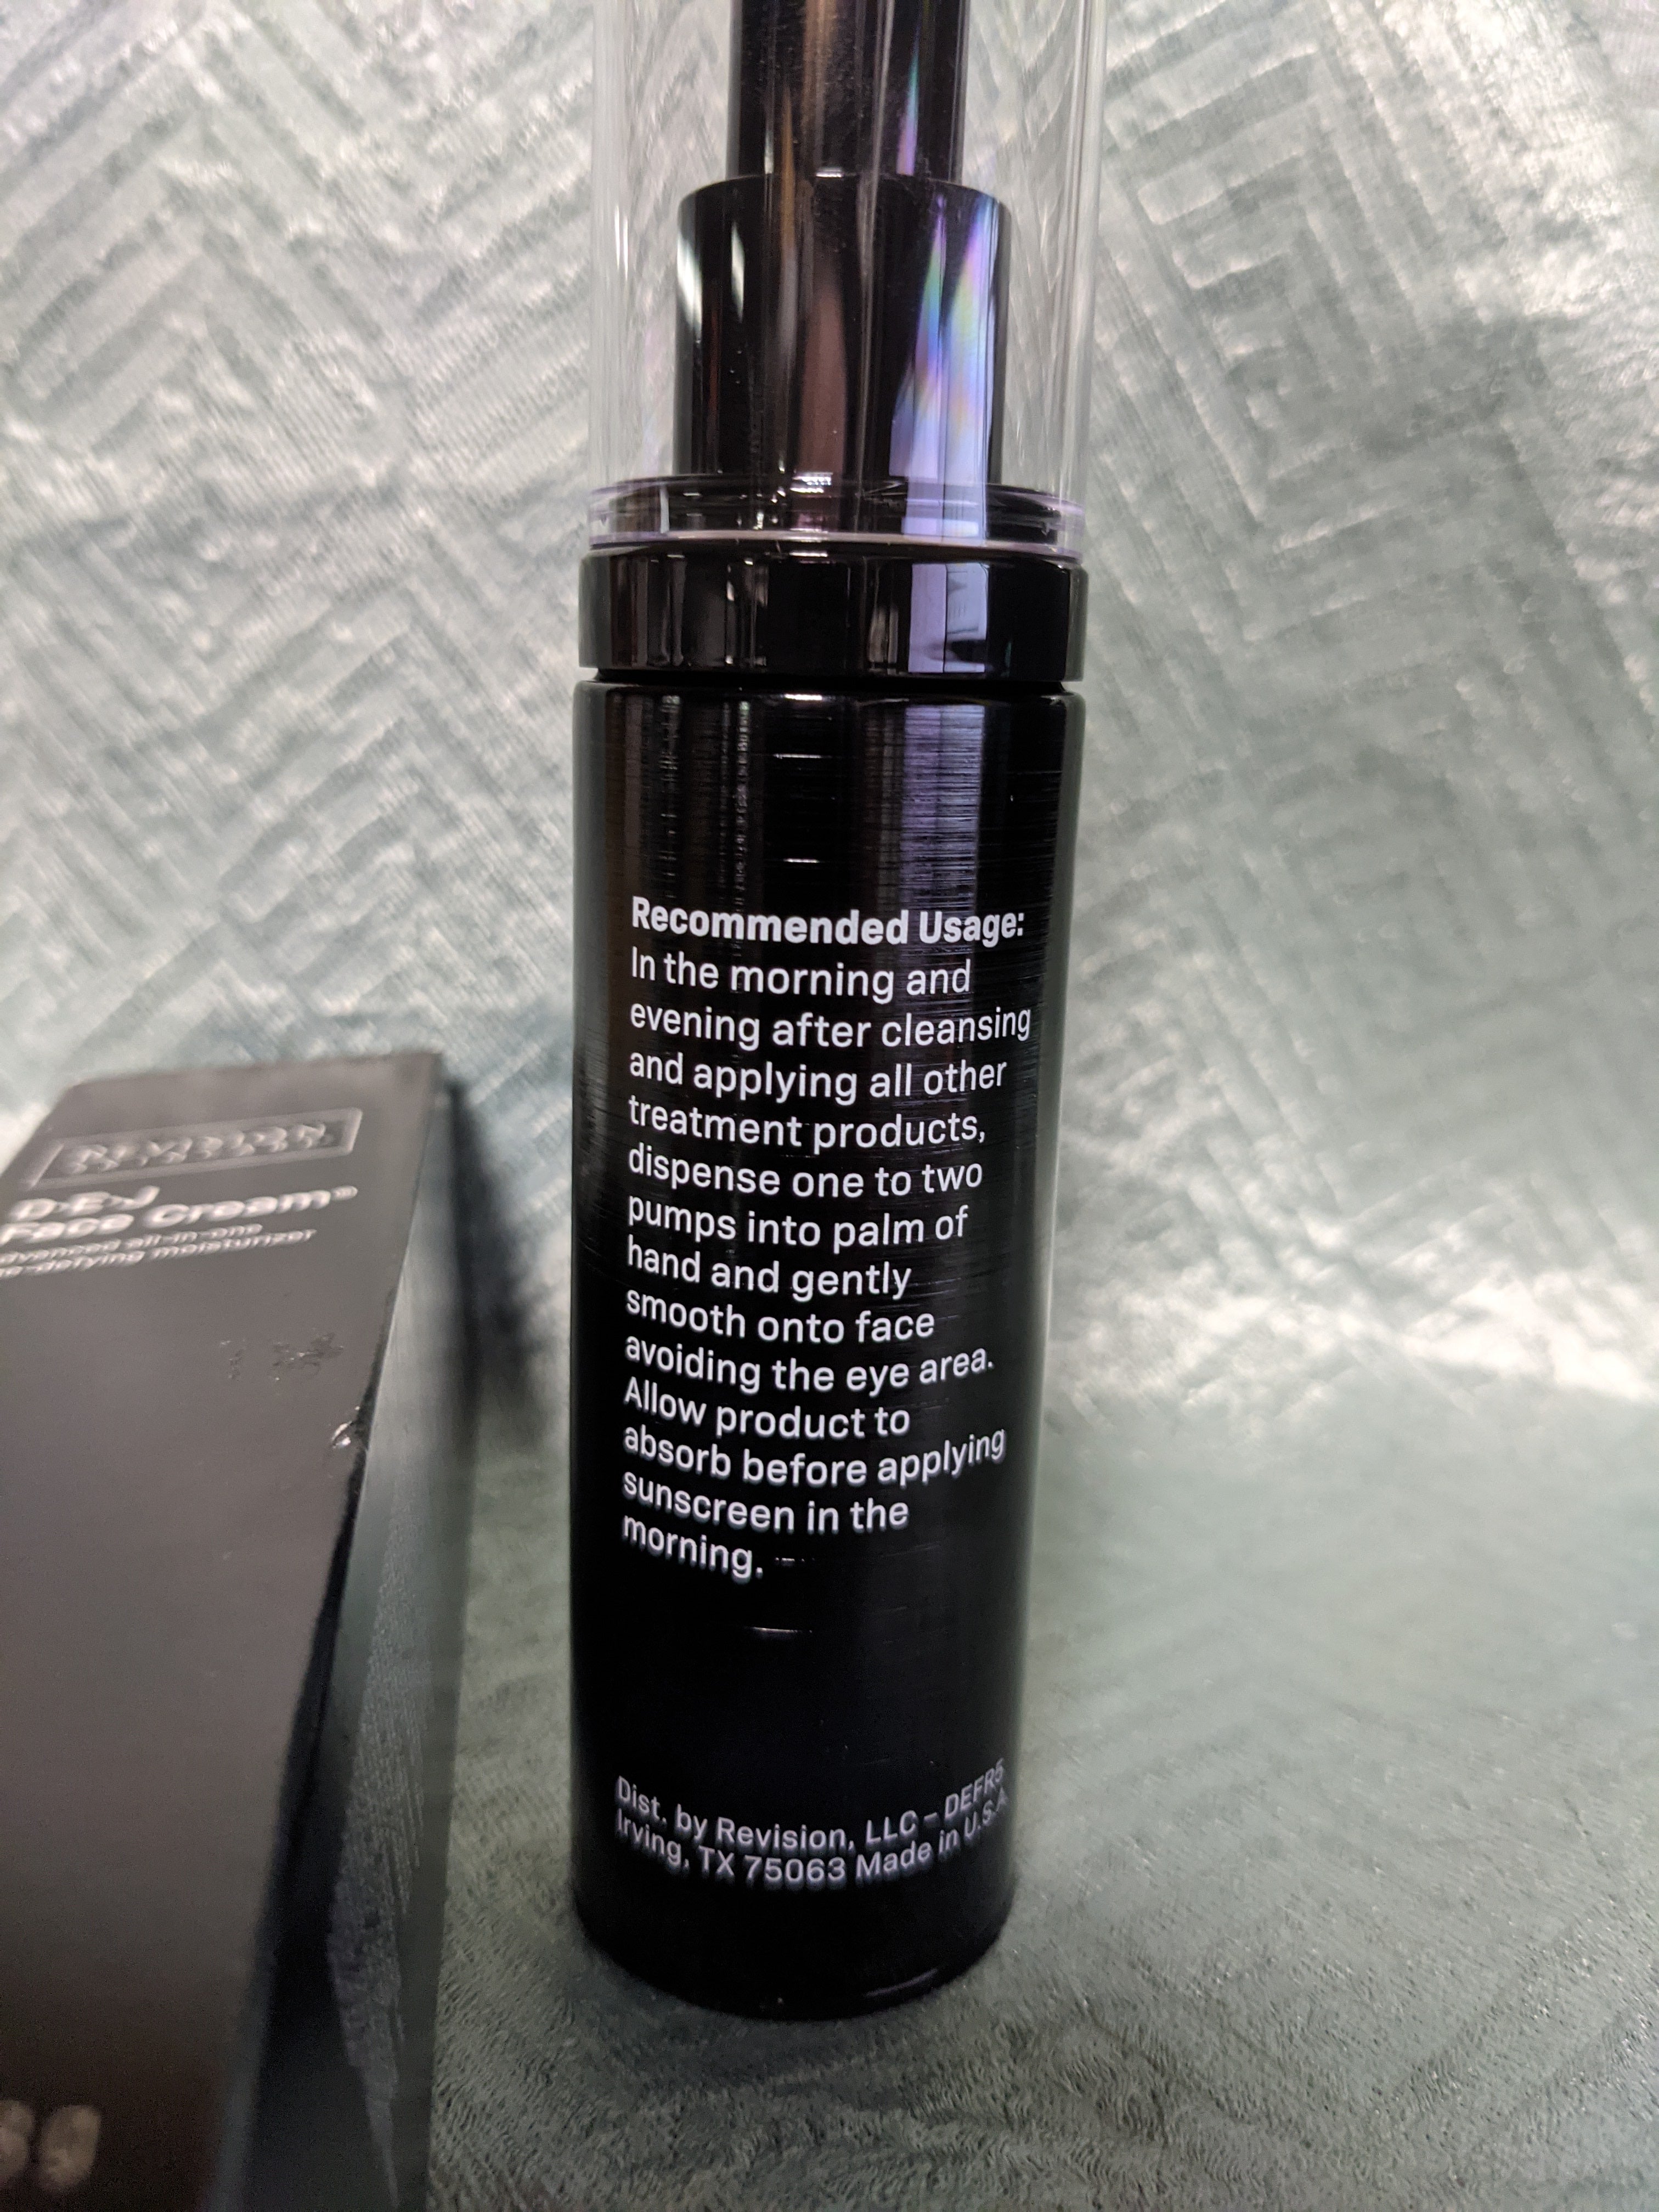 Recommended Usage:
In the morning and
evening after cleansing
and applying all other
treatment products,
dispense one to two
pumps into palm of
hand and gently
smooth onto face
avoiding the eye area.
Allow product to
absorb before applying
sunscreen in the
morning.
Dist. by Revision, LLC – DEFR5
Irving, TX 75063 Made in U.S.A.
REVISION
D·E·J
Face Cream
advanced all-in-one
moisturizer